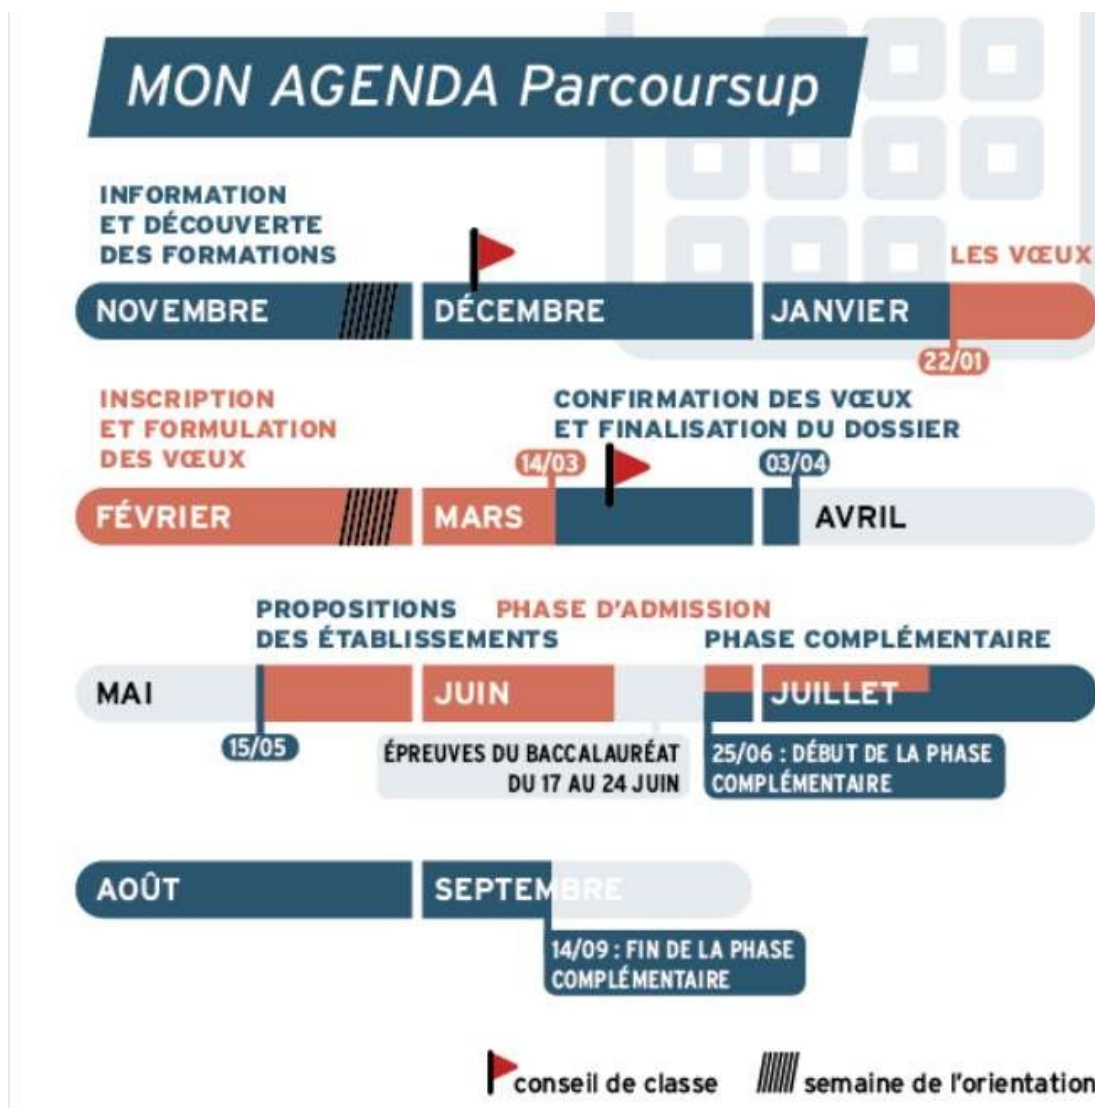 MON AGENDA Parcoursup
INFORMATION
ET DÉCOUVERTE
DES FORMATIONS
LES VŒUX
NOVEMBRE
DÉCEMBRE
JANVIER
22/01
INSCRIPTION
ET FORMULATION
DES VŒUX
CONFIRMATION DES VŒUX
ET FINALISATION DU DOSSIER
14/03
03/04
FÉVRIER
MARS
AVRIL
PROPOSITIONS
DES ÉTABLISSEMENTS
PHASE D'ADMISSION
PHASE COMPLÉMENTAIRE
MAI
JUIN
JUILLET
15/05
ÉPREUVES DU BACCALAURÉAT
DU 17 AU 24 JUIN
25/06 : DÉBUT DE LA PHASE
COMPLÉMENTAIRE
AOÛT
SEPTEMBRE
14/09 : FIN DE LA PHASE
COMPLÉMENTAIRE
conseil de classe
semaine de l'orientation